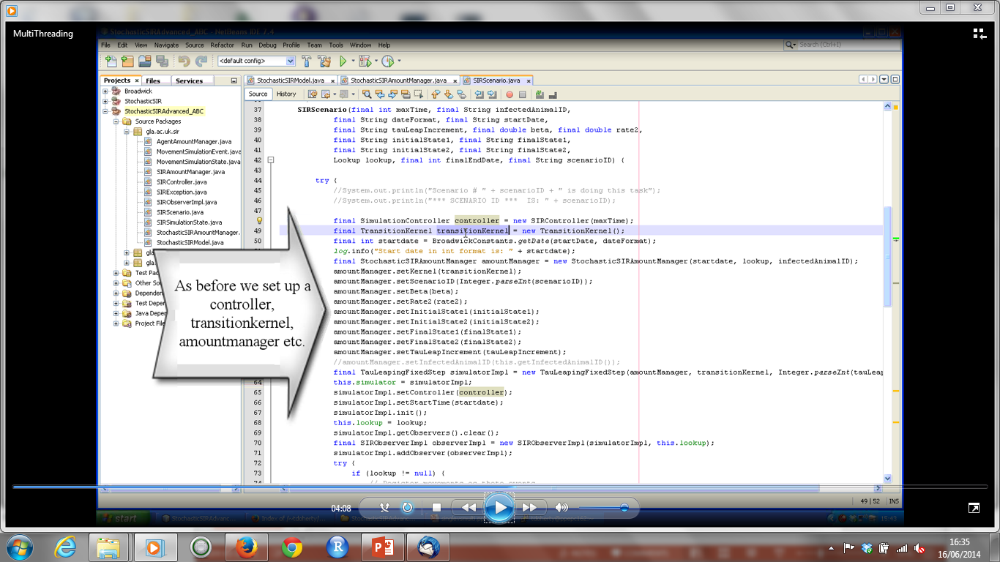 MultiThreading
StochasticSIRAdvanced_ABC - NetBeans IDE 7.4
File Edit View Navigate Source Refactor Run Debug Profile Team Tools Window Help
Search (Ctrl+I)
<default config>
Projects × Files Services
StochasticSIRModel.java × StochasticSIRAmountManager.java × SIRScenario.java ×
Source History
Broadwick
StochasticSIR
StochasticSIRAdvanced_ABC
Source Packages
gla.ac.uk.sir
AgentAmountManager.java
MovementSimulationEvent.java
MovementSimulationState.java
SIRAmountManager.java
SIRController.java
SIRException.java
SIRObserverImpl.java
SIRScenario.java
SIRSimulationState.java
StochasticSIRAmountManager
StochasticSIRModel.java
gla
gla.
Test Pac
Other So
Dependen
Test Depen
Java Depen
Project File
37 SIRScenario(final int maxTime, final String infectedAnimalID,
38 final String dateFormat, final String startDate,
39 final String tauLeapIncrement, final double beta, final double rate2,
40 final String initialState1, final String finalState1,
41 final String initialState2, final String finalState2,
42 Lookup lookup, final int finalEndDate, final String scenarioID) {
43
44 try {
45 //System.out.println("Scenario # " + scenarioID + " is doing this task");
46 //System.out.println("*** SCENARIO ID *** IS: " + scenarioID);
47
final SimulationController controller = new SIRController(maxTime);
49 final TransitionKernel transitionKernel = new TransitionKernel();
50 final int startdate = BroadwickConstants.getDate(startDate, dateFormat);
log.info("Start date in int format is: " + startdate);
final StochasticSIRAmountManager amountManager = new StochasticSIRAmountManager(startdate, lookup, infectedAnimalID);
amountManager.setKernel(transitionKernel);
amountManager.setScenarioID(Integer.parseInt(scenarioID));
amountManager.setBeta(beta);
amountManager.setRate2(rate2);
amountManager.setInitialState1(initialState1);
amountManager.setInitialState2(initialState2);
amountManager.setFinalState1(finalState1);
amountManager.setFinalState2(finalState2);
amountManager.setTauLeapIncrement(tauLeapIncrement);
//amountManager.setInfectedAnimalID(this.getInfectedAnimalID());
final TauLeapingFixedStep simulatorImpl = new TauLeapingFixedStep(amountManager, transitionKernel, Integer.parseInt(tauLeap
64 this.simulator = simulatorImpl;
65 simulatorImpl.setController(controller);
66 simulatorImpl.setStartTime(startdate);
67 simulatorImpl.init();
68 this.lookup = lookup;
69 simulatorImpl.getObservers().clear();
70 final SIRObserverImpl observerImpl = new SIRObserverImpl(simulatorImpl, this.lookup);
71 simulatorImpl.addObserver(observerImpl);
72 try {
73 if (lookup != null) {
As before we set up a
controller,
transitionkernel,
amountmanager etc.
49 | 52 INS
04:08
start
StochasticSIRAdvanc...
Index of (~tdoherty/...
15:43
16:35
16/06/2014